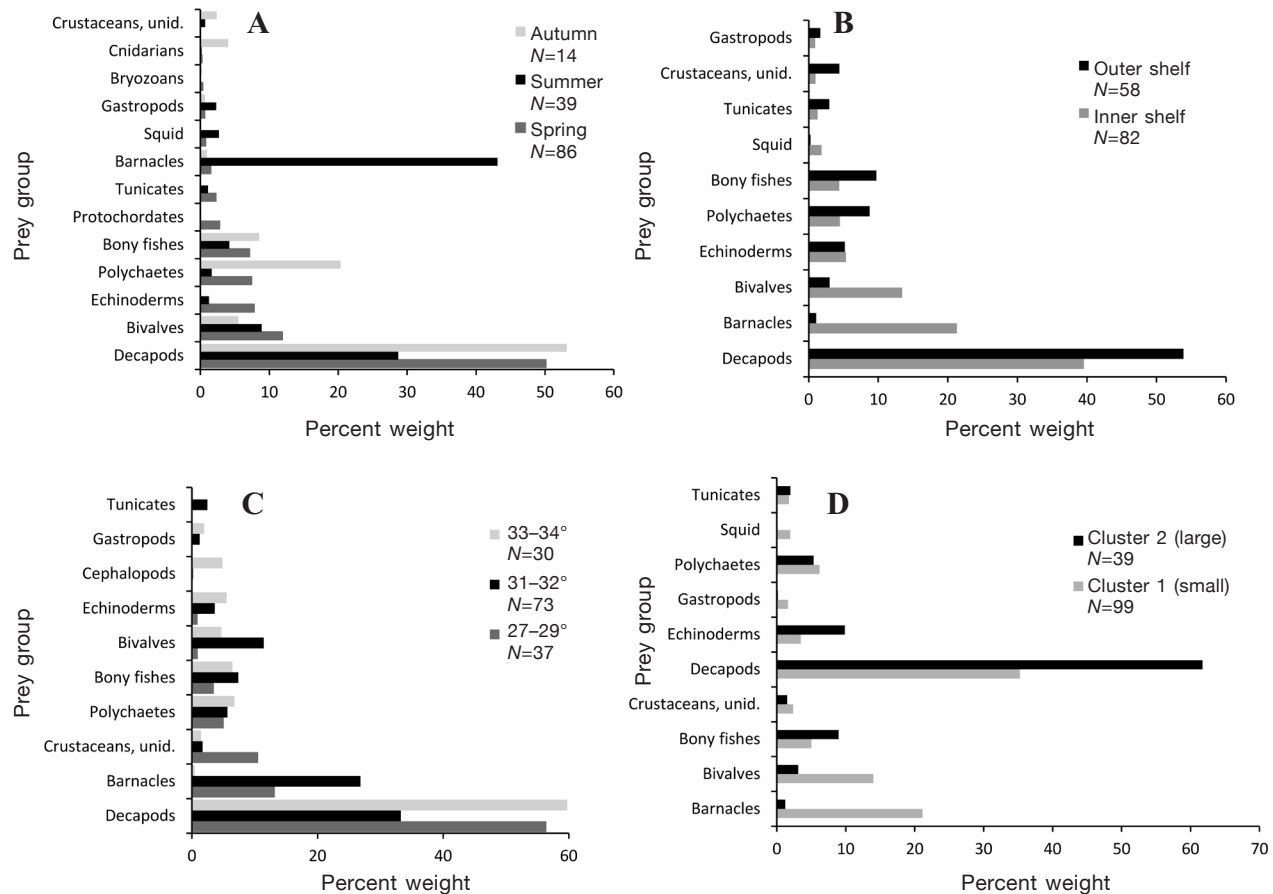 A
Prey group
Crustaceans, unid.
Cnidarians
Bryozoans
Gastropods
Squid
Barnacles
Tunicates
Protochordates
Bony fishes
Polychaetes
Echinoderms
Bivalves
Decapods
Autumn
N=14
Summer
N=39
Spring
N=86
0 10 20 30 40 50 60
Percent weight
B
Prey group
Gastropods
Crustaceans, unid.
Tunicates
Squid
Bony fishes
Polychaetes
Echinoderms
Bivalves
Barnacles
Decapods
Outer shelf
N=58
Inner shelf
N=82
0 10 20 30 40 50 60
Percent weight
C
Prey group
Tunicates
Gastropods
Cephalopods
Echinoderms
Bivalves
Bony fishes
Polychaetes
Crustaceans, unid.
Barnacles
Decapods
33–34°
N=30
31–32°
N=73
27–29°
N=37
0 20 40 60
Percent weight
D
Prey group
Tunicates
Squid
Polychaetes
Gastropods
Echinoderms
Decapods
Crustaceans, unid.
Bony fishes
Bivalves
Barnacles
Cluster 2 (large)
N=39
Cluster 1 (small)
N=99
0 10 20 30 40 50 60 70
Percent weight